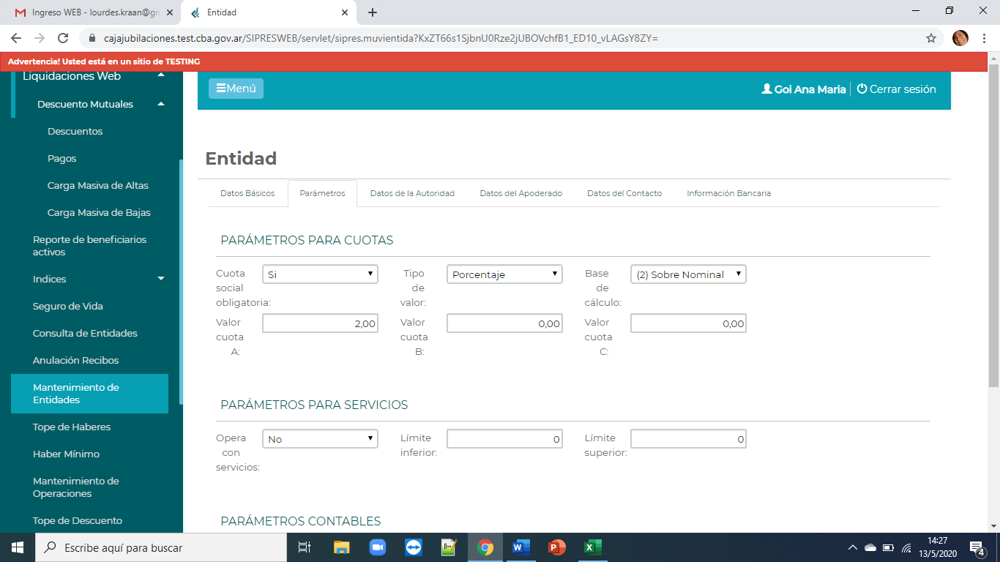 Ingreso WEB - lourdes.kraan@gm
Entidad
cajajubilaciones.test.cba.gov.ar/SIPRESWEB/servlet/sipres.muvientida?KxZT66s1SjbnU0Rze2jUBOVchfB1_ED10_vLAGsY8ZY=
Advertencia! Usted está en un sitio de TESTING
Liquidaciones Web
Descuento Mutuales
Descuentos
Pagos
Carga Masiva de Altas
Carga Masiva de Bajas
Reporte de beneficiarios
activos
Indices
Seguro de Vida
Consulta de Entidades
Anulación Recibos
Mantenimiento de
Entidades
Tope de Haberes
Haber Mínimo
Mantenimiento de
Operaciones
Tope de Descuento
Menú
Goi Ana Maria
Cerrar sesión
Entidad
Datos Básicos
Parámetros
Datos de la Autoridad
Datos del Apoderado
Datos del Contacto
Información Bancaria
PARÁMETROS PARA CUOTAS
Cuota
social
obligatoria:
Si
Tipo
de
valor:
Porcentaje
Base
de
cálculo:
(2) Sobre Nominal
Valor
cuota
A:
2,00
Valor
cuota
B:
0,00
Valor
cuota
C:
0,00
PARÁMETROS PARA SERVICIOS
Opera
con
servicios:
No
Límite
inferior:
0
Límite
superior:
0
PARÁMETROS CONTABLES
Escribe aquí para buscar
14:27
13/5/2020
4